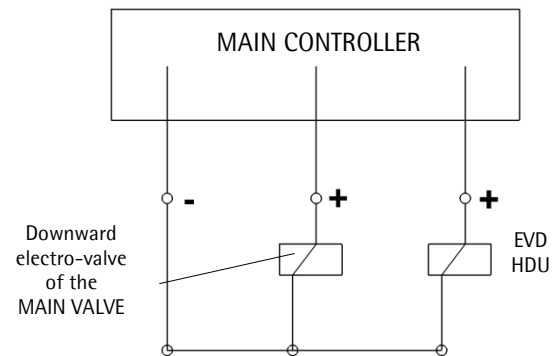 MAIN CONTROLLER
-
+
+
Downward
electro-valve
of the
MAIN VALVE
EVD
HDU